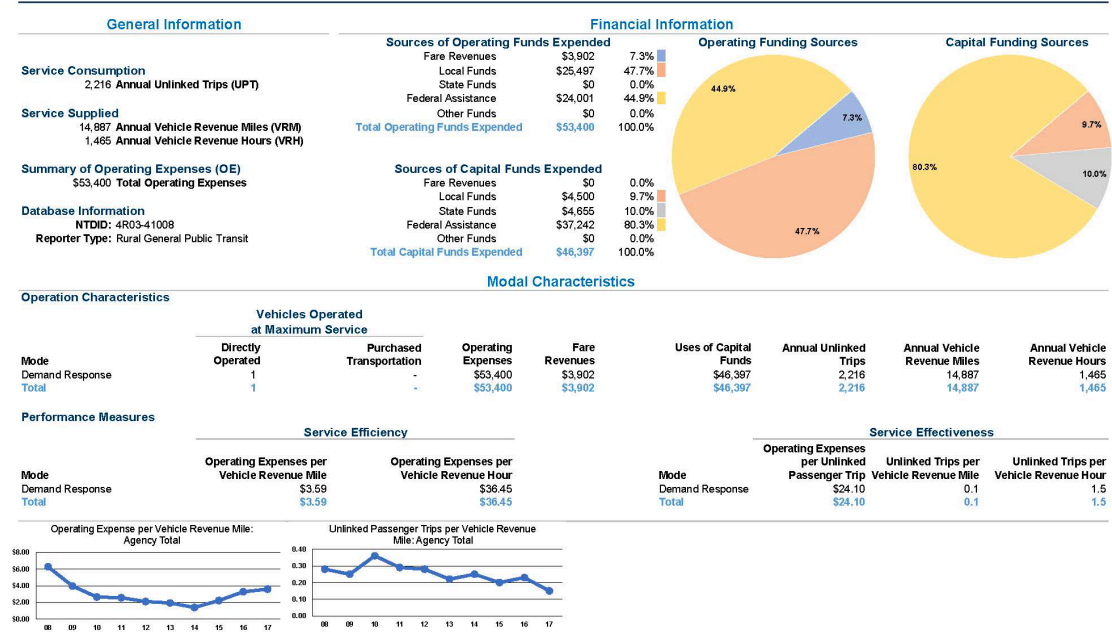 General Information
Financial Information
Sources of Operating Funds Expended
Operating Funding Sources
Capital Funding Sources
Fare Revenues $3,902 7.3%
Service Consumption
Local Funds $25,497 47.7%
2,216 Annual Unlinked Trips (UPT)
State Funds $0 0.0%
Federal Assistance $24,001 44.9%
Service Supplied
Other Funds $0 0.0%
14,887 Annual Vehicle Revenue Miles (VRM)
Total Operating Funds Expended $53,400 100.0%
1,465 Annual Vehicle Revenue Hours (VRH)
44.9%
7.3%
47.7%
9.7%
10.0%
80.3%
Summary of Operating Expenses (OE)
$53,400 Total Operating Expenses
Sources of Capital Funds Expended
Fare Revenues $0 0.0%
Local Funds $4,500 9.7%
Database Information
State Funds $4,655 10.0%
NTDID: 4R03-41008
Federal Assistance $37,242 80.3%
Reporter Type: Rural General Public Transit
Other Funds $0 0.0%
Total Capital Funds Expended $46,397 100.0%
Modal Characteristics
Operation Characteristics
Vehicles Operated
at Maximum Service
Directly Purchased Operating Fare Uses of Capital Annual Unlinked Annual Vehicle Annual Vehicle
Mode Operated Transportation Expenses Revenues Funds Trips Revenue Miles Revenue Hours
Demand Response 1 - $53,400 $3,902 $46,397 2,216 14,887 1,465
Total 1 - $53,400 $3,902 $46,397 2,216 14,887 1,465
Performance Measures
Service Efficiency
Service Effectiveness
Operating Expenses per Operating Expenses per
Mode Vehicle Revenue Mile Vehicle Revenue Hour
Demand Response $3.59 $36.45
Total $3.59 $36.45
Operating Expenses
per Unlinked Unlinked Trips per Unlinked Trips per
Mode Passenger Trip Vehicle Revenue Mile Vehicle Revenue Hour
Demand Response $24.10 0.1 1.5
Total $24.10 0.1 1.5
Operating Expense per Vehicle Revenue Mile:
Agency Total
$8.00
$6.00
$4.00
$2.00
$0.00
08 09 10 11 12 13 14 15 16 17
Unlinked Passenger Trips per Vehicle Revenue
Mile: Agency Total
0.40
0.30
0.20
0.10
0.00
08 09 10 11 12 13 14 15 16 17